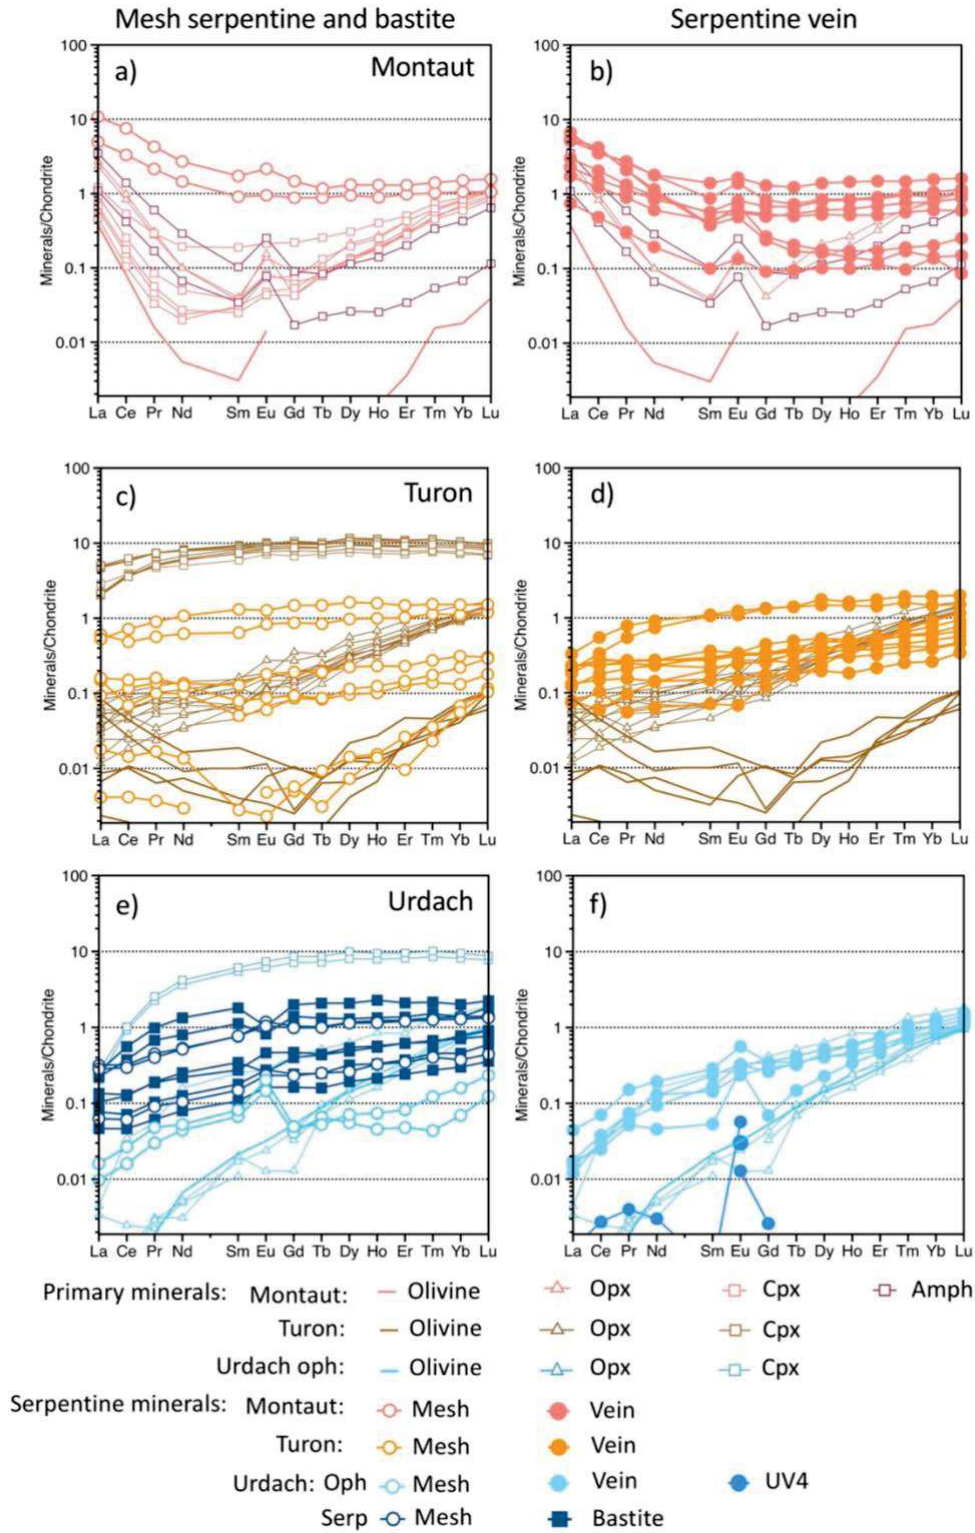 Mesh serpentine and bastite
Serpentine vein
a)
Montaut
100
10
1
0.1
0.01
Minerals/Chondrite
La Ce Pr Nd Sm Eu Gd Tb Dy Ho Er Tm Yb Lu
b)
100
10
1
0.1
0.01
Minerals/Chondrite
La Ce Pr Nd Sm Eu Gd Tb Dy Ho Er Tm Yb Lu
c)
Turon
100
10
1
0.1
0.01
Minerals/Chondrite
La Ce Pr Nd Sm Eu Gd Tb Dy Ho Er Tm Yb Lu
d)
100
10
1
0.1
0.01
Minerals/Chondrite
La Ce Pr Nd Sm Eu Gd Tb Dy Ho Er Tm Yb Lu
e)
Urdach
100
10
1
0.1
0.01
Minerals/Chondrite
La Ce Pr Nd Sm Eu Gd Tb Dy Ho Er Tm Yb Lu
f)
100
10
1
0.1
0.01
Minerals/Chondrite
La Ce Pr Nd Sm Eu Gd Tb Dy Ho Er Tm Yb Lu
Primary minerals: Montaut: Olivine Opx Cpx Amph
Turon: Olivine Opx Cpx
Urdach oph: Olivine Opx Cpx
Serpentine minerals: Montaut: Mesh Vein
Turon: Mesh Vein
Urdach: Oph Mesh Vein UV4
Serp Mesh Bastite